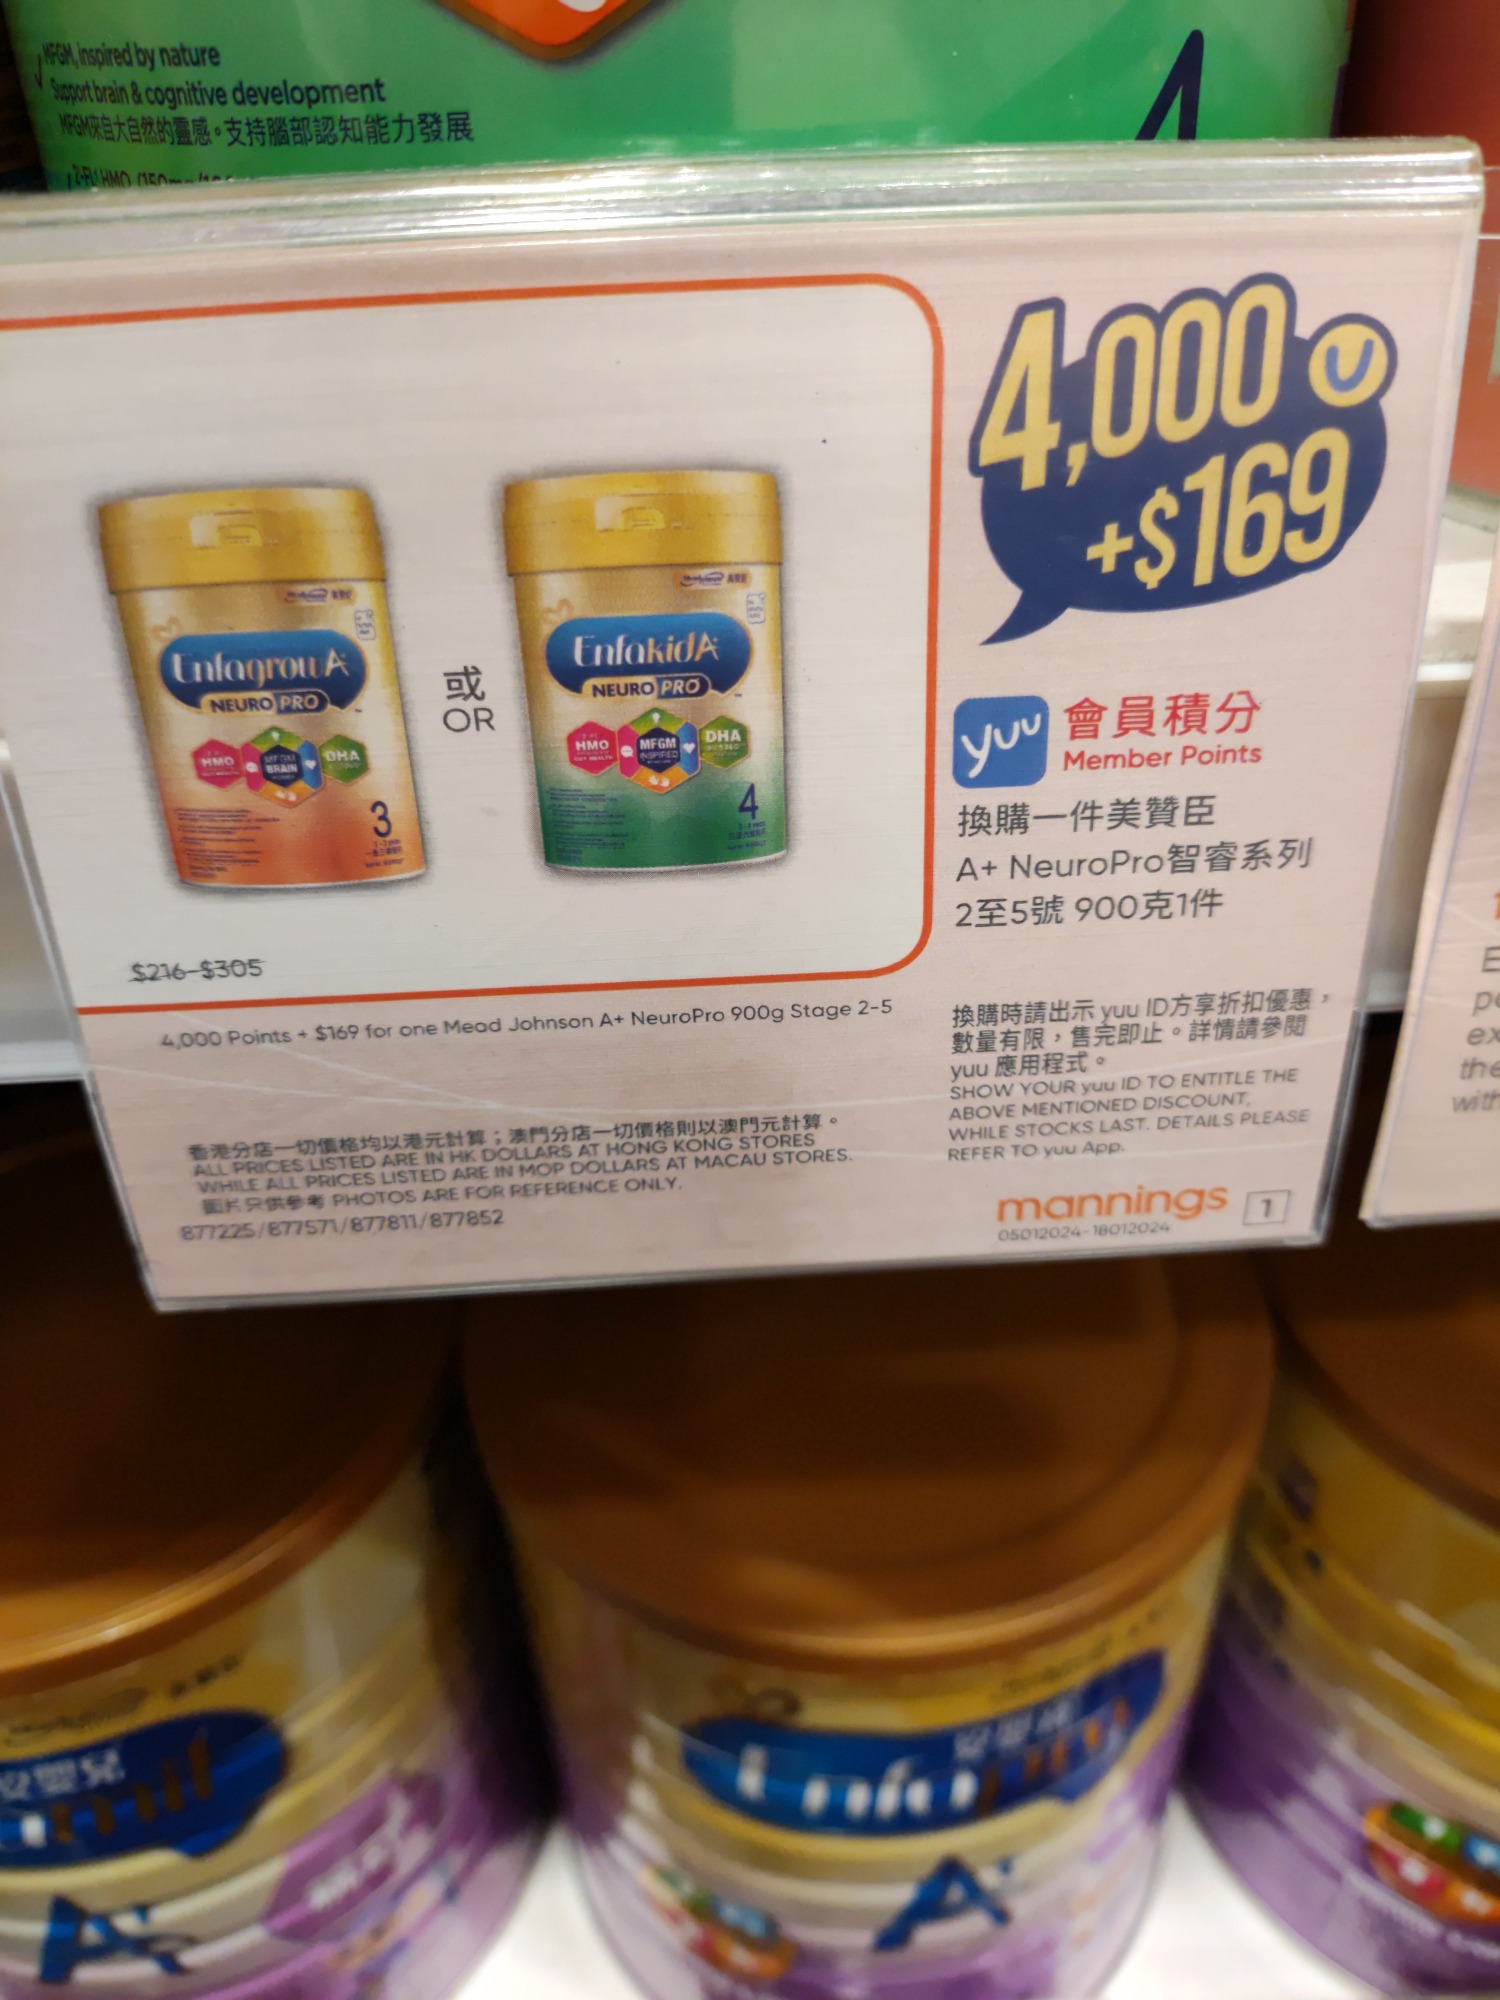 MFGM, inspired by nature
Support brain & cognitive development
MFGM來自大自然的靈感。支持腦部認知能力發展
4
4,000
+$169
EnfagrowA+
NEUROPRO
HMO
MFGM
BRAIN
DHA
3
或
OR
EnfakidA+
NEUROPRO
HMO
MFGM
INSPIRED
DHA
4
$216-$305
4,000 Points + $169 for one Mead Johnson A+ NeuroPro 900g Stage 2-5
yuu 會員積分
Member Points
換購一件美贊臣
A+ NeuroPro智睿系列
2至5號 900克1件
換購時請出示 yuu ID方享折扣優惠，
數量有限，售完即止。詳情請參閱
yuu 應用程式。
SHOW YOUR yuu ID TO ENTITLE THE
ABOVE MENTIONED DISCOUNT,
WHILE STOCKS LAST. DETAILS PLEASE
REFER TO yuu App.
香港分店一切價格均以港元計算；澳門分店一切價格則以澳門元計算。
ALL PRICES LISTED ARE IN HK DOLLARS AT HONG KONG STORES
WHILE ALL PRICES LISTED ARE IN MOP DOLLARS AT MACAU STORES.
圖片只供參考 PHOTOS ARE FOR REFERENCE ONLY.
877225/877571/877811/877852
mannings 1
05012024-18012024
A+
A+